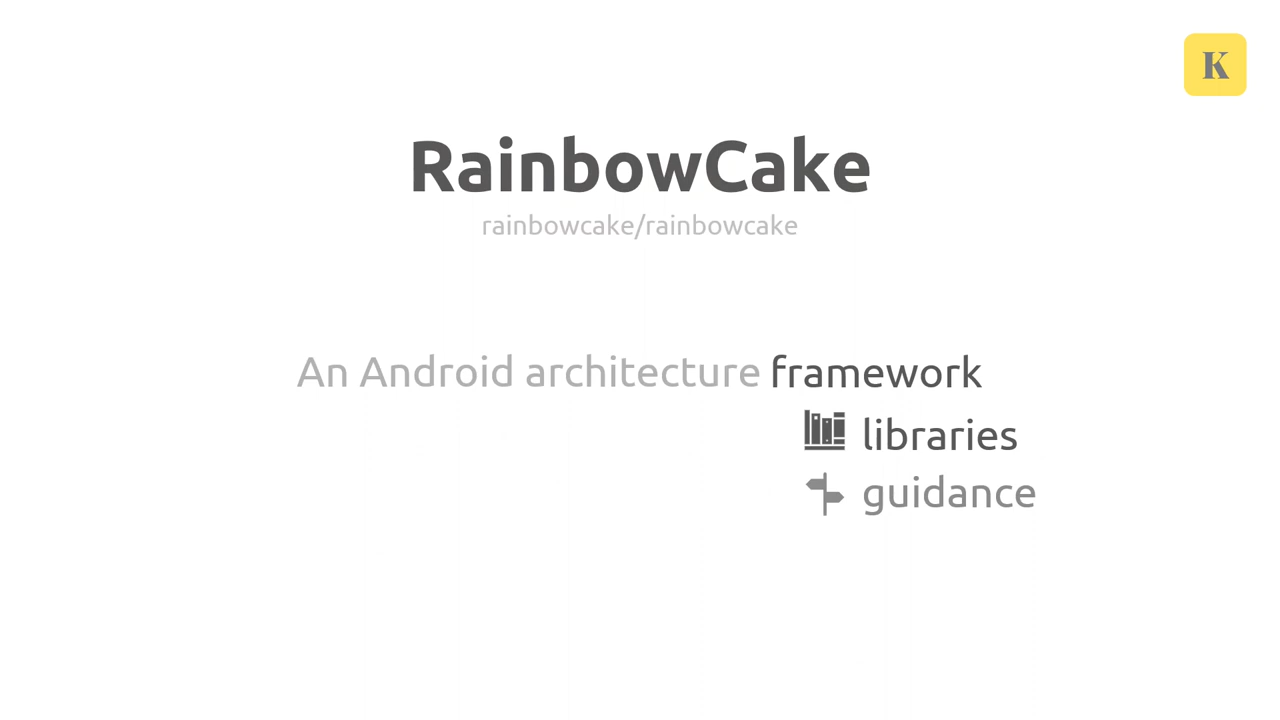 K
RainbowCake
rainbowcake/rainbowcake
An Android architecture framework
libraries
guidance